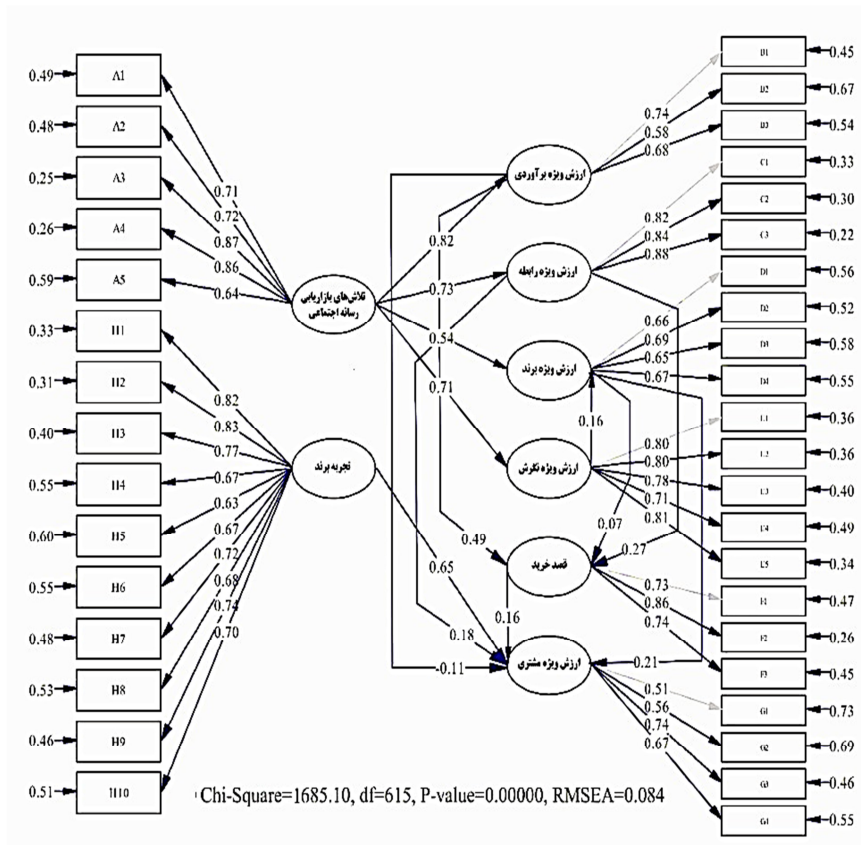 0.49 A1 0.71
0.48 A2 0.72
0.25 A3 0.87
0.26 A4 0.86
0.59 A5 0.64
0.33 H1 0.82
0.31 H2 0.83
0.40 H3 0.77
0.55 H4 0.67
0.60 H5 0.63
0.55 H6 0.67
0.48 H7 0.72
0.53 H8 0.68
0.46 H9 0.74
0.51 H10 0.70
تلاش‌های بازاریابی
رسانه اجتماعی
تجربه برند
0.82
0.73
0.54
0.71
0.49
0.65
0.16
0.18
-0.11
ارزش ویژه برآوردی
ارزش ویژه رابطه
ارزش ویژه برند
ارزش ویژه نگرش
قصد خرید
ارزش ویژه مشتری
0.16
0.07
0.27
0.21
0.74 0.45
0.58 0.67
0.68 0.54
0.82 C1 0.33
0.84 C2 0.30
0.88 C3 0.22
0.66 D1 0.56
0.69 D2 0.52
0.65 D3 0.58
0.67 D4 0.55
0.80 0.36
0.80 0.36
0.78 0.40
0.71 0.49
0.81 0.34
0.73 0.47
0.86 0.26
0.74 0.45
0.51 G1 0.73
0.56 G2 0.69
0.74 G3 0.46
0.67 G4 0.55
Chi-Square=1685.10, df=615, P-value=0.00000, RMSEA=0.084